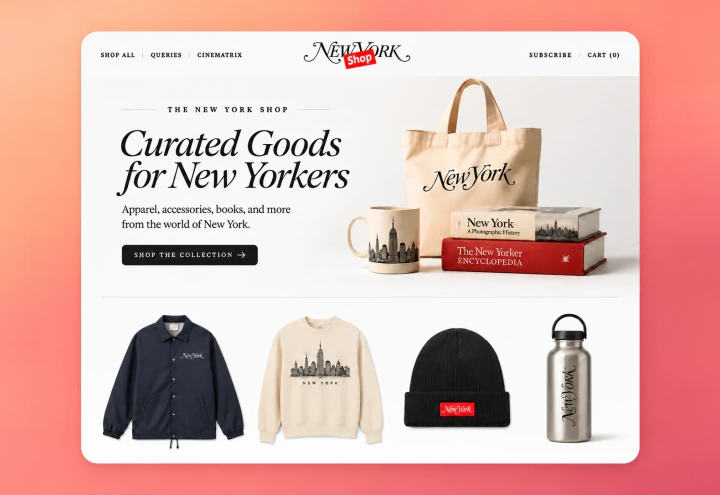 SHOP ALL
QUERIES
CINEMATRIX
New York
Shop
SUBSCRIBE
CART (0)
THE NEW YORK SHOP
Curated Goods
for New Yorkers
Apparel, accessories, books, and more
from the world of New York.
SHOP THE COLLECTION →
New York
New York
A Photographic History
The New Yorker
ENCYCLOPEDIA
New York
NEW YORK
New York
New York